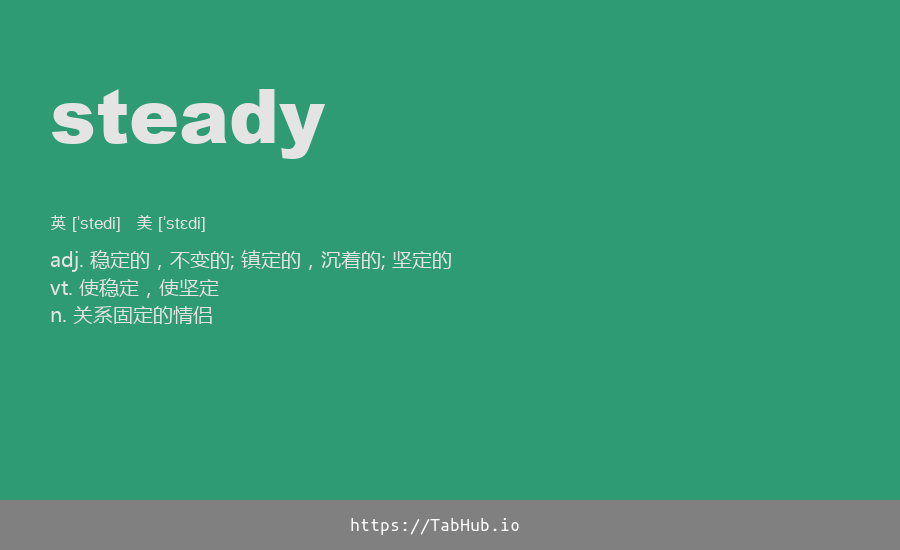 steady
英 [ˈstedi] 美 [ˈstɛdi]
adj. 稳定的，不变的; 镇定的，沉着的; 坚定的
vt. 使稳定，使坚定
n. 关系固定的情侣
https://TabHub.io